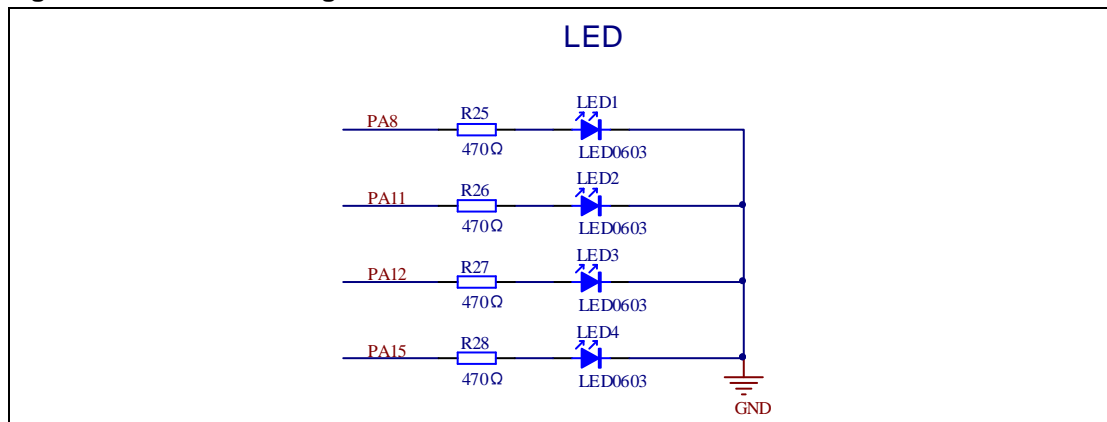 LED
LED1
PA8 R25
470Ω LED0603
LED2
PA11 R26
470Ω LED0603
LED3
PA12 R27
470Ω LED0603
LED4
PA15 R28
470Ω LED0603
GND